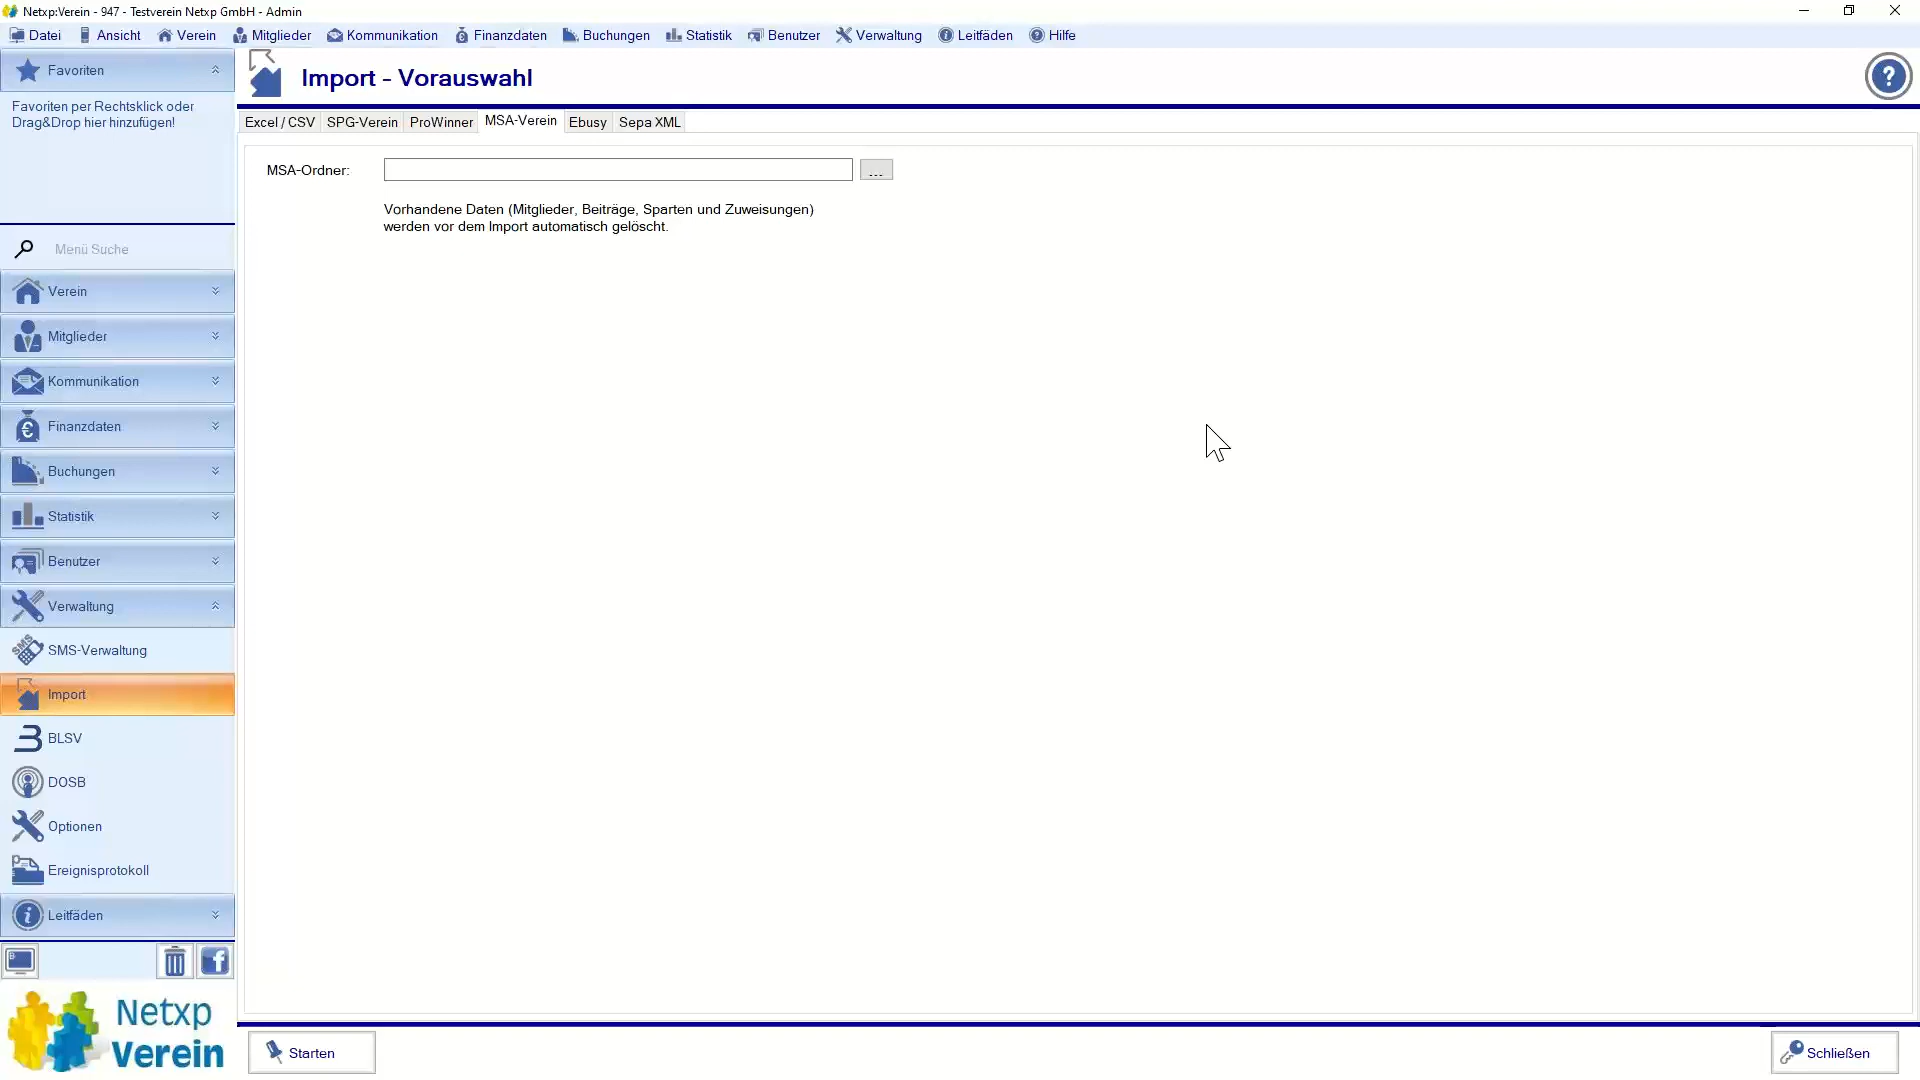 Netxp:Verein - 947 - Testverein Netxp GmbH - Admin
Datei Ansicht Verein Mitglieder Kommunikation Finanzdaten Buchungen Statistik Benutzer Verwaltung Leitfäden Hilfe
Favoriten
Favoriten per Rechtsklick oder
Drag&Drop hier hinzufügen!
Import - Vorauswahl
?
Excel / CSV SPG-Verein ProWinner MSA-Verein Ebusy Sepa XML
MSA-Ordner:
...
Vorhandene Daten (Mitglieder, Beiträge, Sparten und Zuweisungen)
werden vor dem Import automatisch gelöscht.
Menü Suche
Verein
Mitglieder
Kommunikation
Finanzdaten
Buchungen
Statistik
Benutzer
Verwaltung
SMS-Verwaltung
Import
BLSV
DOSB
Optionen
Ereignisprotokoll
Leitfäden
Netxp
Verein
Starten
Schließen